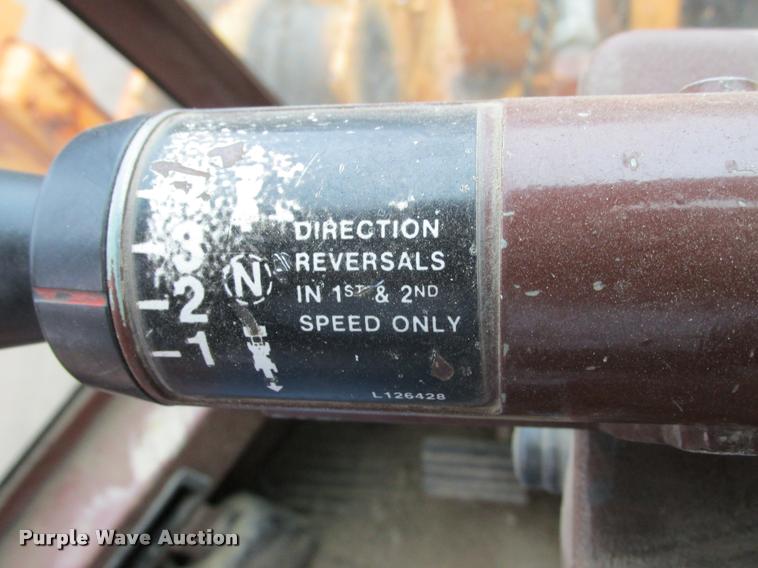 DIRECTION
REVERSALS
IN 1ST & 2ND
SPEED ONLY
3
N
2
1
L126428
Purple Wave Auction